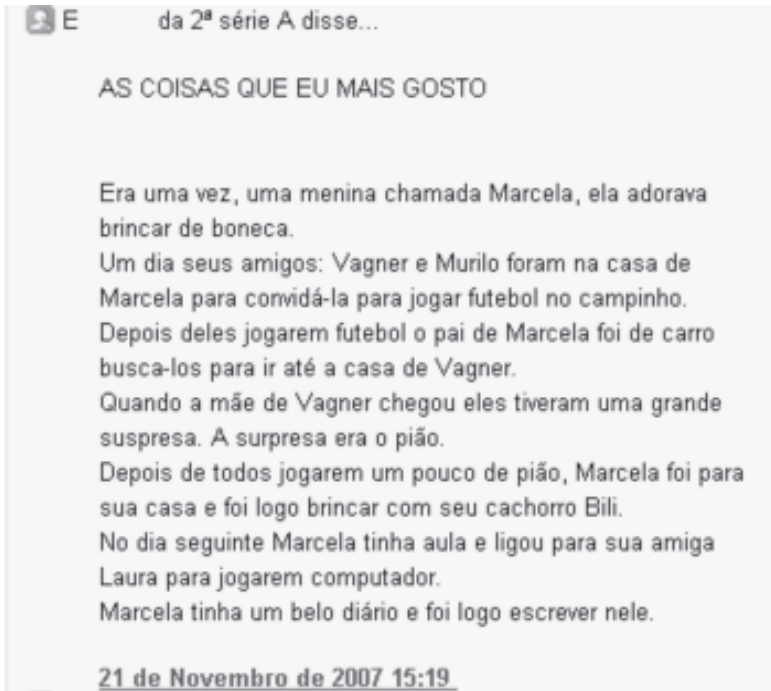 E da 2ª série A disse...
AS COISAS QUE EU MAIS GOSTO
Era uma vez, uma menina chamada Marcela, ela adorava
brincar de boneca.
Um dia seus amigos: Vagner e Murilo foram na casa de
Marcela para convidá-la para jogar futebol no campinho.
Depois deles jogarem futebol o pai de Marcela foi de carro
busca-los para ir até a casa de Vagner.
Quando a mãe de Vagner chegou eles tiveram uma grande
suspresa. A surpresa era o pião.
Depois de todos jogarem um pouco de pião, Marcela foi para
sua casa e foi logo brincar com seu cachorro Bili.
No dia seguinte Marcela tinha aula e ligou para sua amiga
Laura para jogarem computador.
Marcela tinha um belo diário e foi logo escrever nele.
21 de Novembro de 2007 15:19